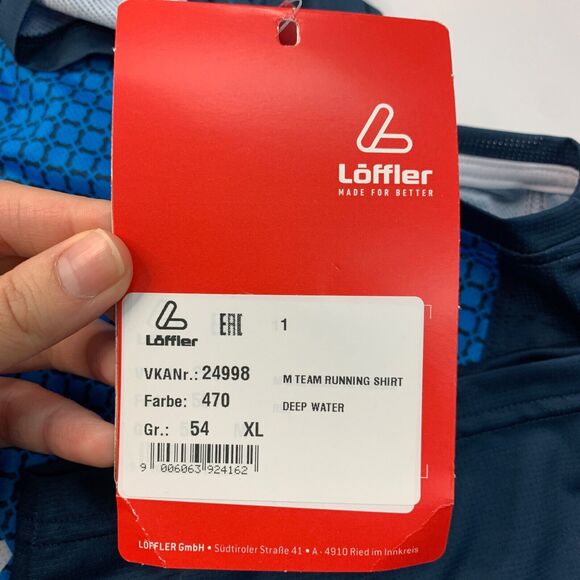 Löffler
MADE FOR BETTER
Löffler
EAC
1
VKANr.: 24998 M TEAM RUNNING SHIRT
Farbe: 470 DEEP WATER
Gr.: 54 XL
9 006063 924162
LÖFFLER GmbH • Südtiroler Straße 41 • A - 4910 Ried im Innkreis